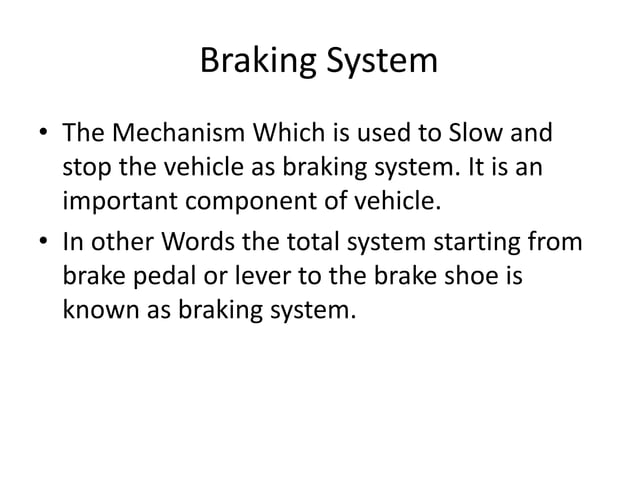 Braking System
• The Mechanism Which is used to Slow and
stop the vehicle as braking system. It is an
important component of vehicle.
• In other Words the total system starting from
brake pedal or lever to the brake shoe is
known as braking system.